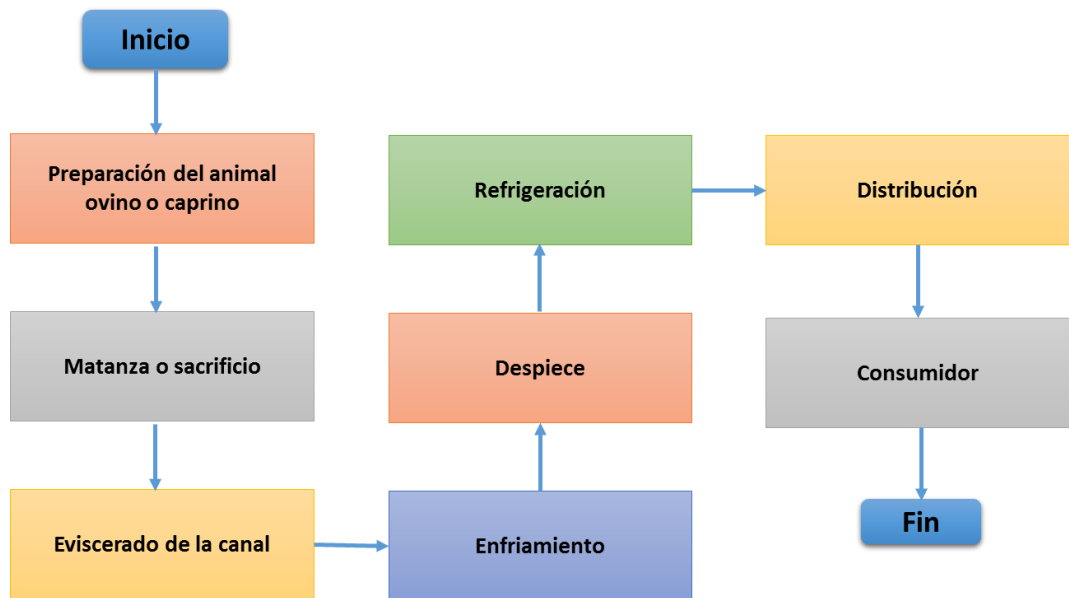 Inicio
Preparación del animal
ovino o caprino
Matanza o sacrificio
Eviscerado de la canal
Enfriamiento
Despiece
Refrigeración
Distribución
Consumidor
Fin